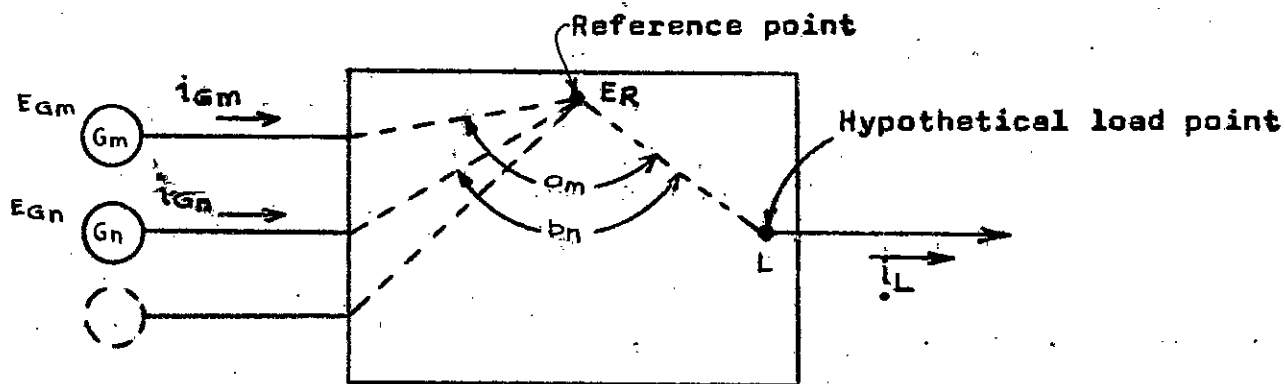 Reference point
EGm
iGm
ER
Gm
Hypothetical load point
EGn
iGn
am
Gn
bn
L
iL